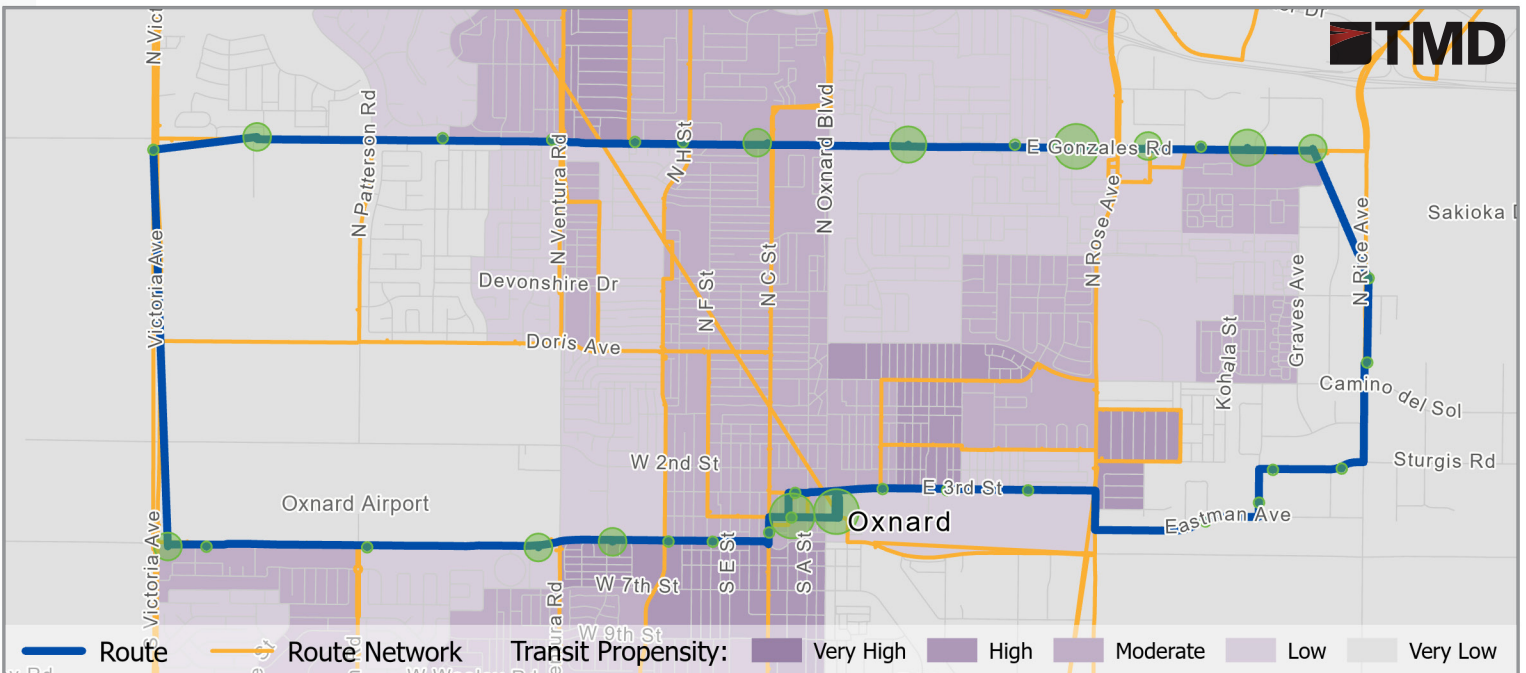 N Vict
TMD
N Patterson Rd
N Ventura Rd
N H St
N Oxnard Blvd
E Gonzales Rd
N Rose Ave
Sakioka
Victoria Ave
Devonshire Dr
N F St
N C St
N Rice Ave
Graves Ave
Kohala St
Doris Ave
Camino del Sol
W 2nd St
Sturgis Rd
Oxnard Airport
E 3rd St
Oxnard
Eastman Ave
S Victoria Ave
S E St
S A St
W 7th St
W 9th St
Route
Route Network
Transit Propensity:
Very High
High
Moderate
Low
Very Low